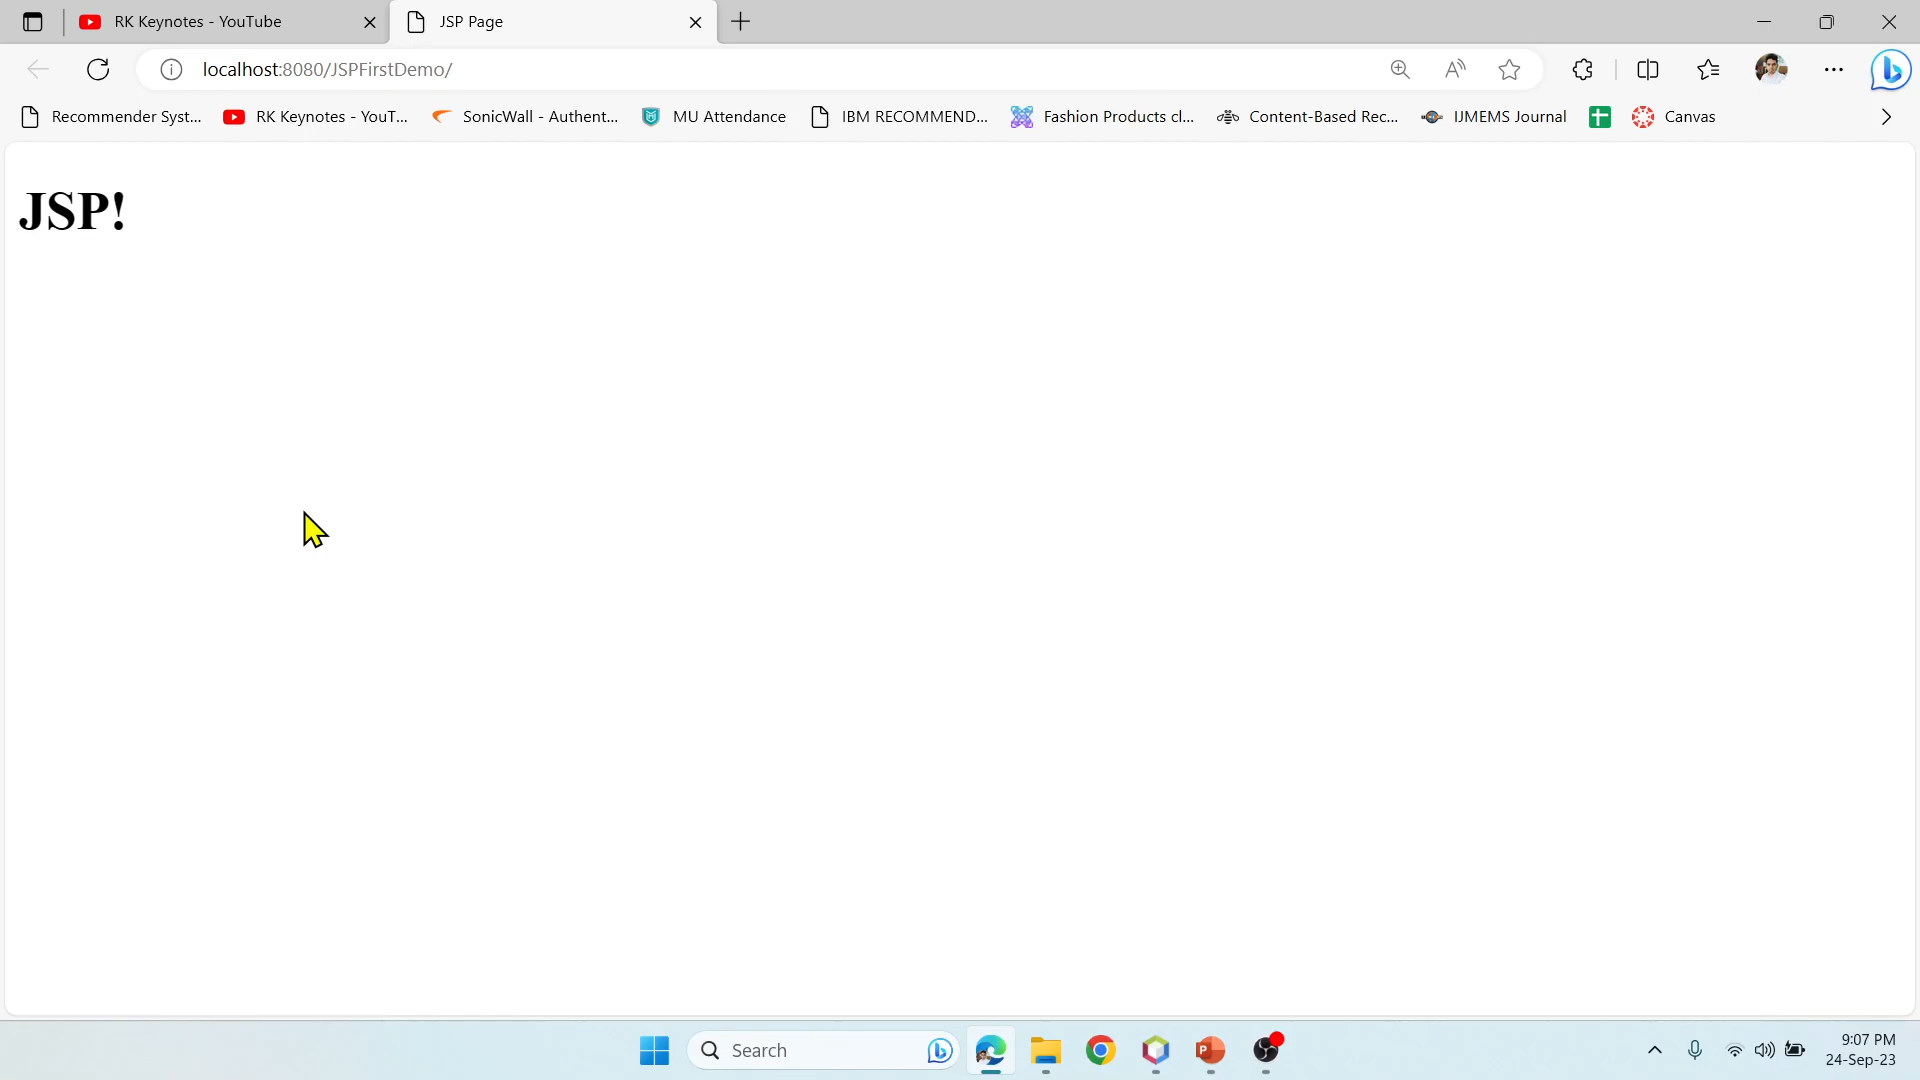 RK Keynotes - YouTube
JSP Page
localhost:8080/JSPFirstDemo/
Recommender Syst...
RK Keynotes - YouT...
SonicWall - Authent...
MU Attendance
IBM RECOMMEND...
Fashion Products cl...
Content-Based Rec...
IJMEMS Journal
Canvas
JSP!
Search
9:07 PM
24-Sep-23